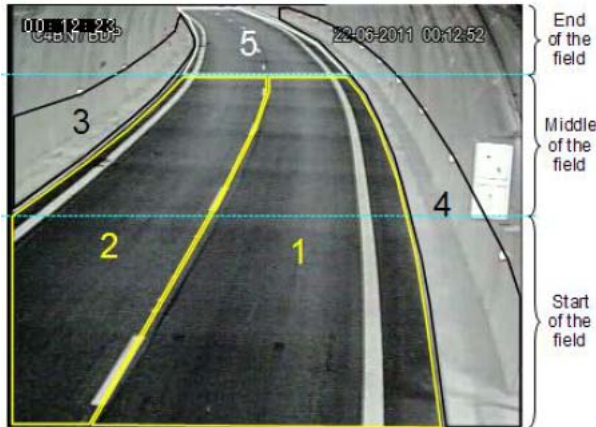 22-06-2011 00:12:52
5
End
of the
field
3
Middle
of the
field
4
2
1
Start
of the
field